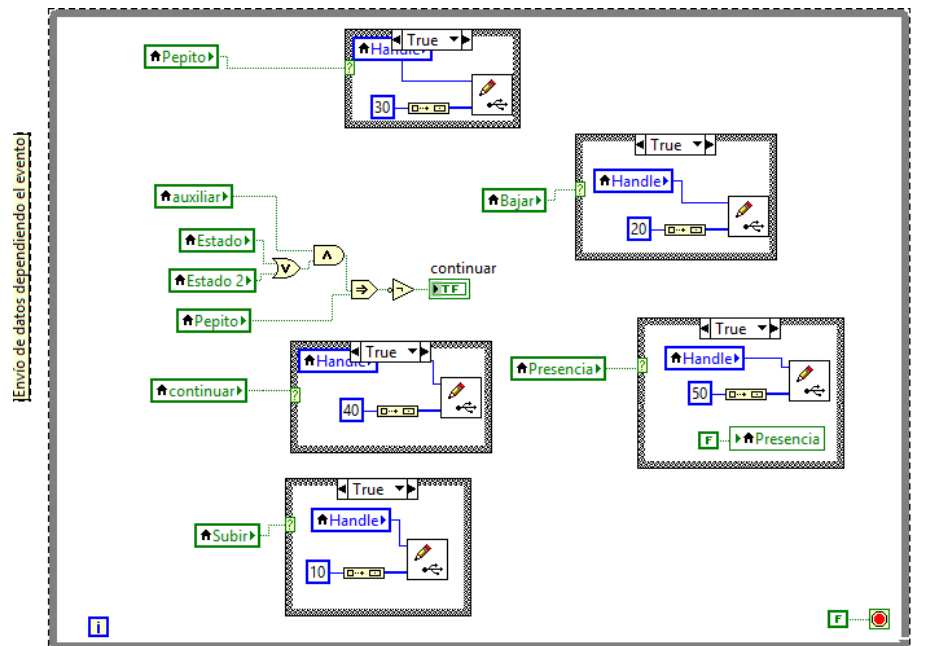 Envío de datos dependiendo el evento
Pepito
True
Handle
30
True
Bajar
Handle
20
auxiliar
Estado
Estado 2
Pepito
continuar
TF
continuar
True
Handle
40
Presencia
True
Handle
50
F
Presencia
Subir
True
Handle
10
i
F